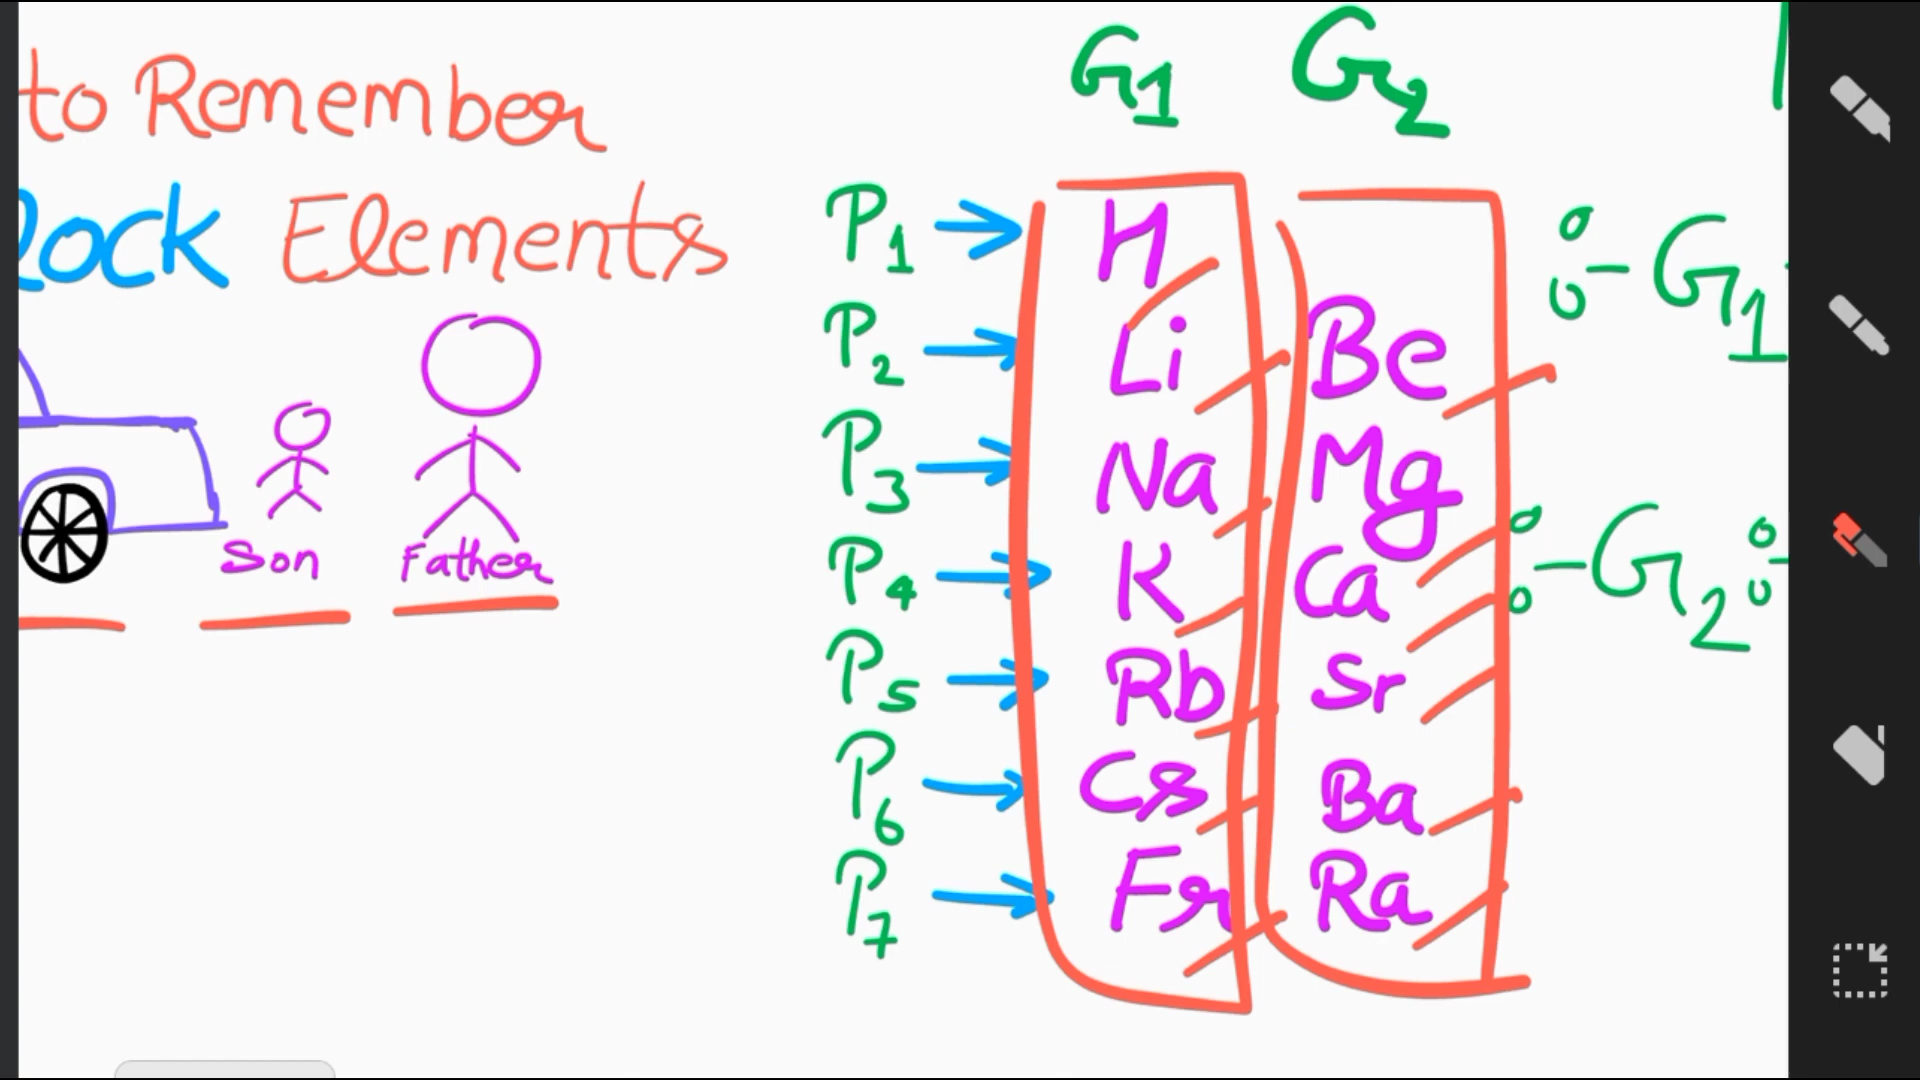 to Remember
lock Elements
Son Father
G1 G2
P1 H
P2 Li Be
P3 Na Mg
P4 K Ca
P5 Rb Sr
P6 Cs Ba
P7 Fr Ra
G1
G2